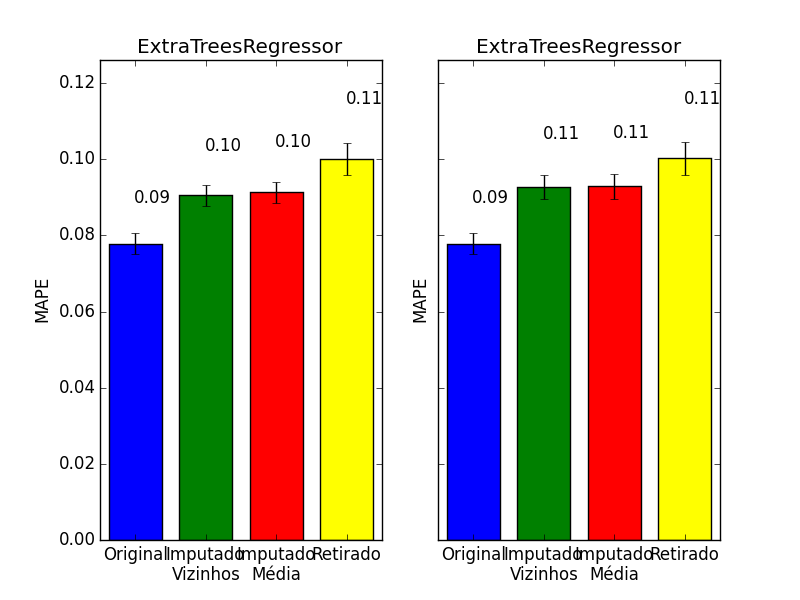 ExtraTreesRegressor
MAPE
0.12
0.10
0.08
0.06
0.04
0.02
0.00
0.09
0.10
0.10
0.11
Original
Imputado
Vizinhos
Imputado
Média
Retirado
ExtraTreesRegressor
MAPE
0.09
0.11
0.11
0.11
Original
Imputado
Vizinhos
Imputado
Média
Retirado